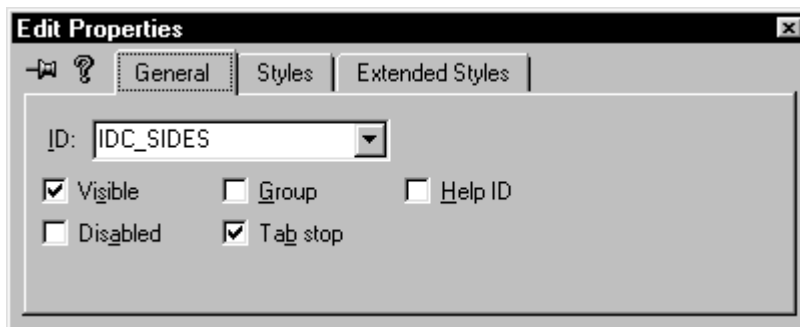 Edit Properties
General Styles Extended Styles
ID: IDC_SIDES
Visible Group Help ID
Disabled Tab stop